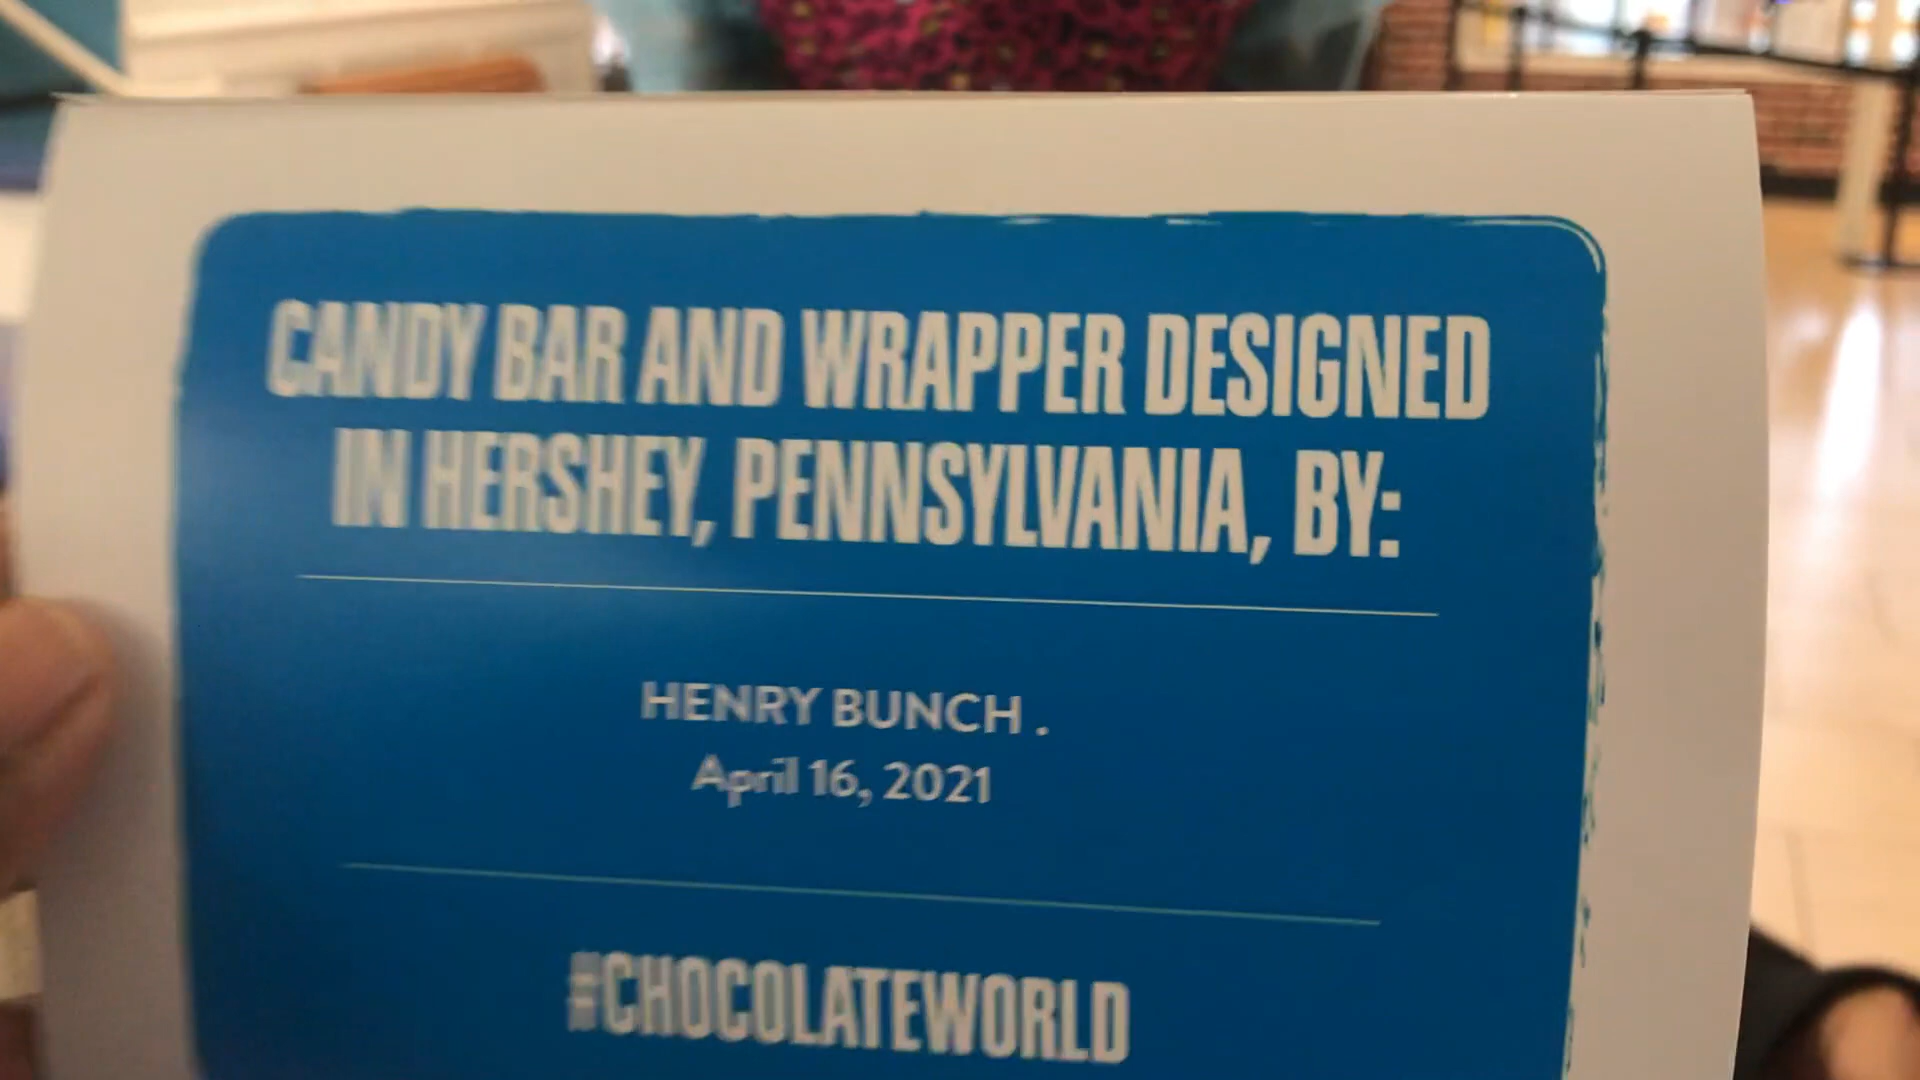 CANDY BAR AND WRAPPER DESIGNED
IN HERSHEY, PENNSYLVANIA, BY:
HENRY BUNCH .
April 16, 2021
#CHOCOLATEWORLD